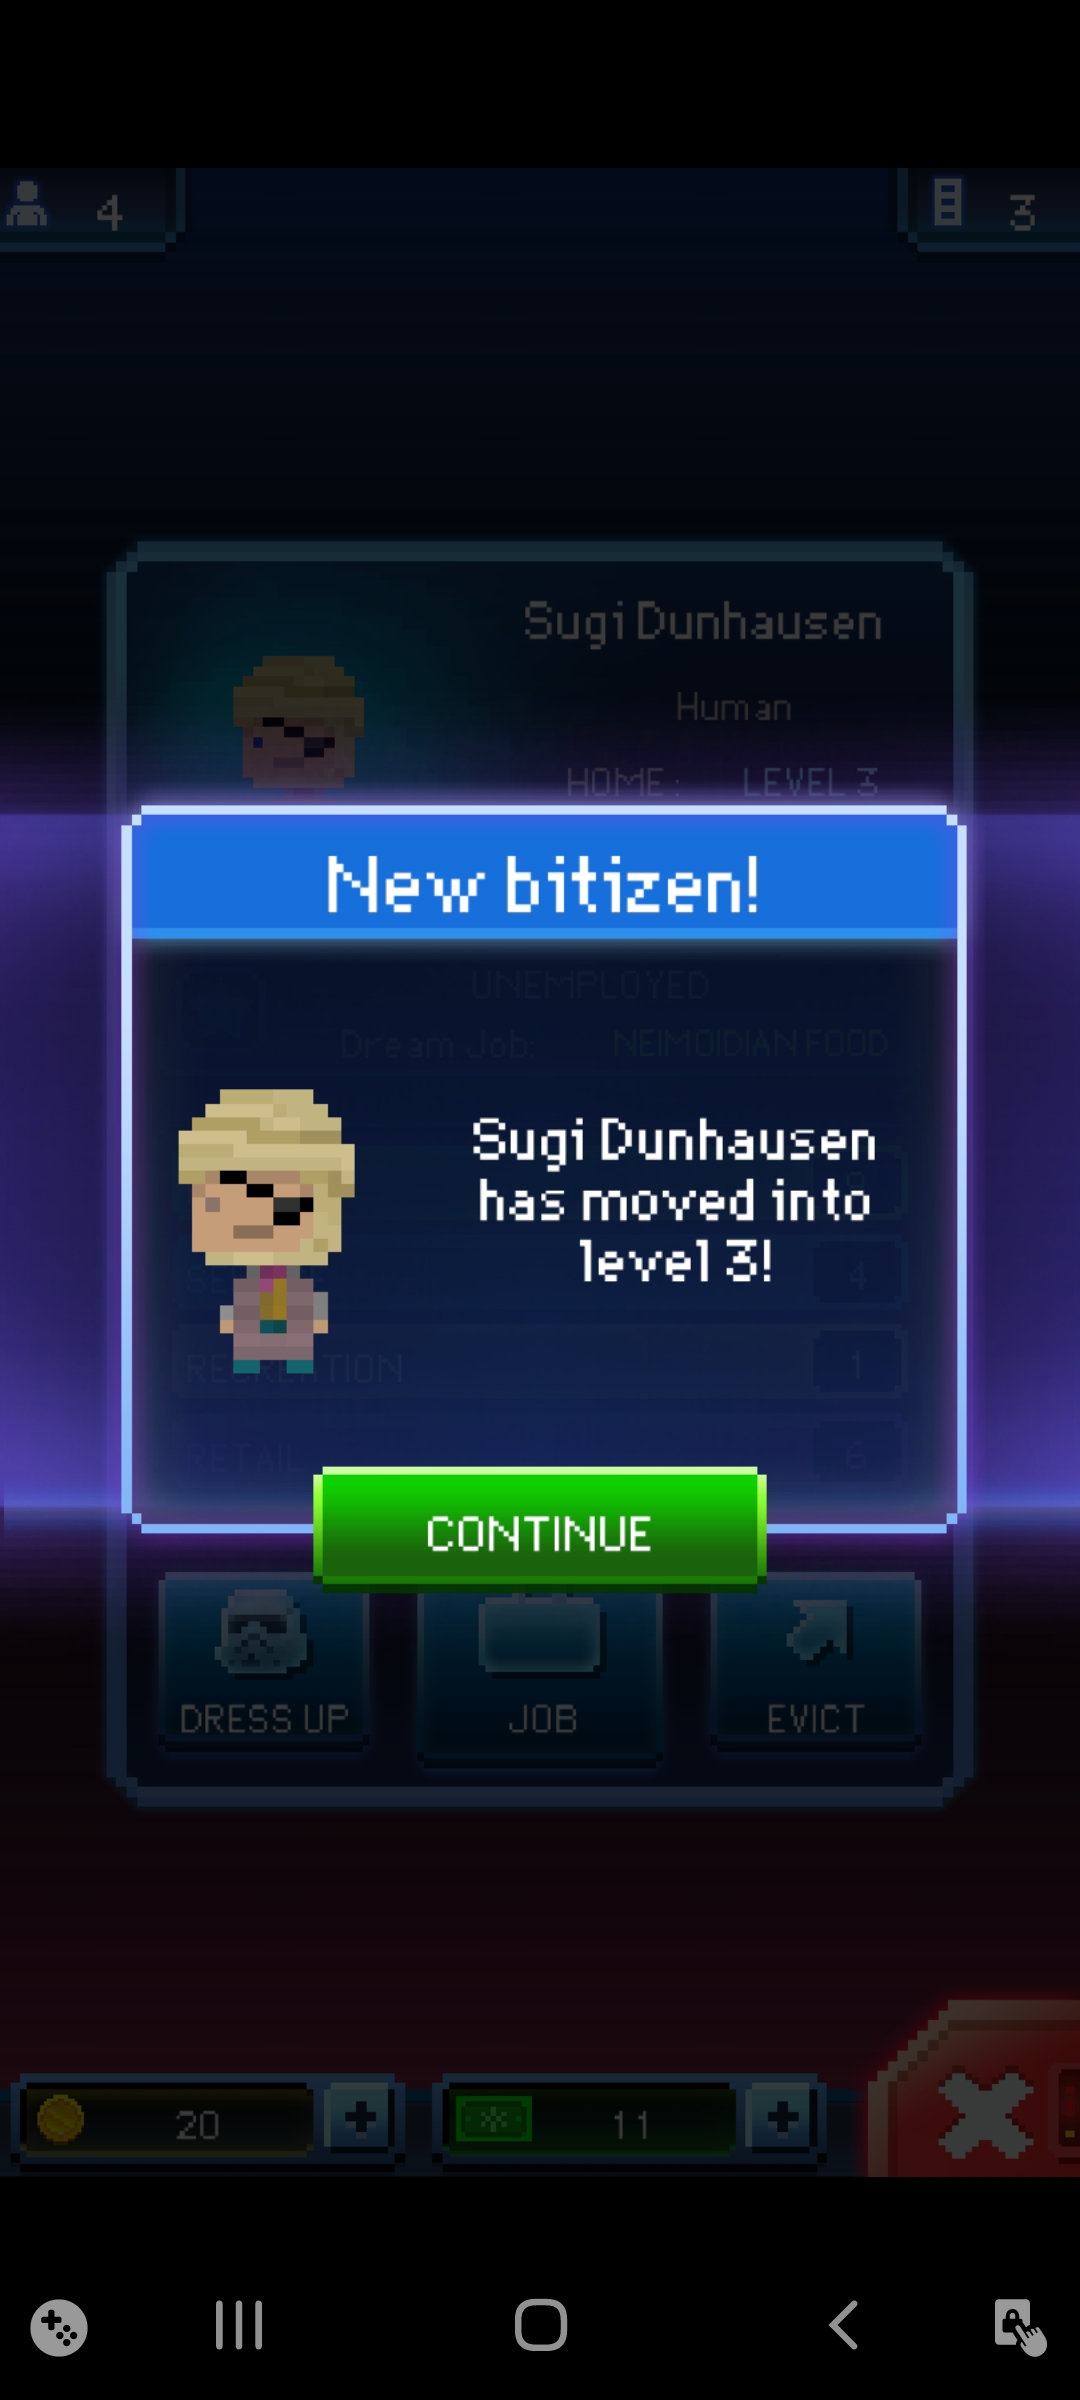 4
3
Sugi Dunhausen
Human
HOME: LEVEL 3
New bitizen!
UNEMPLOYED
Dream Job: NEIMOIDIAN FOOD
Sugi Dunhausen
has moved into
level 3!
4
RECREATION 1
RETAIL 6
CONTINUE
DRESS UP JOB EVICT
20 11